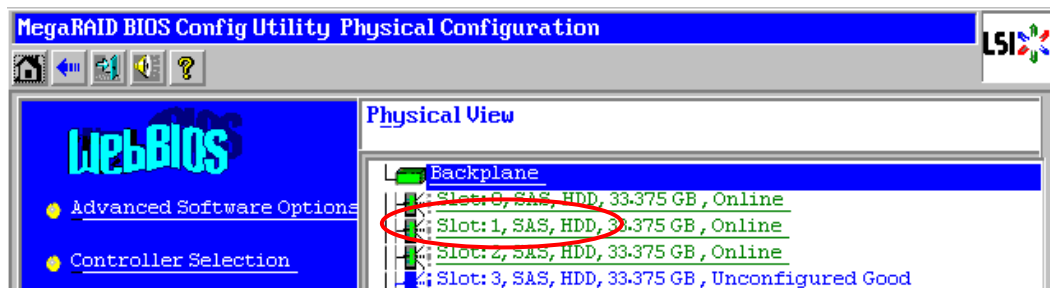 MegaRAID BIOS Config Utility Physical Configuration
LSI
WebBIOS
Advanced Software Options
Controller Selection
Physical View
Backplane
Slot: 0, SAS, HDD, 33.375 GB , Online
Slot: 1, SAS, HDD, 33.375 GB , Online
Slot: 2, SAS, HDD, 33.375 GB , Online
Slot: 3, SAS, HDD, 33.375 GB , Unconfigured Good